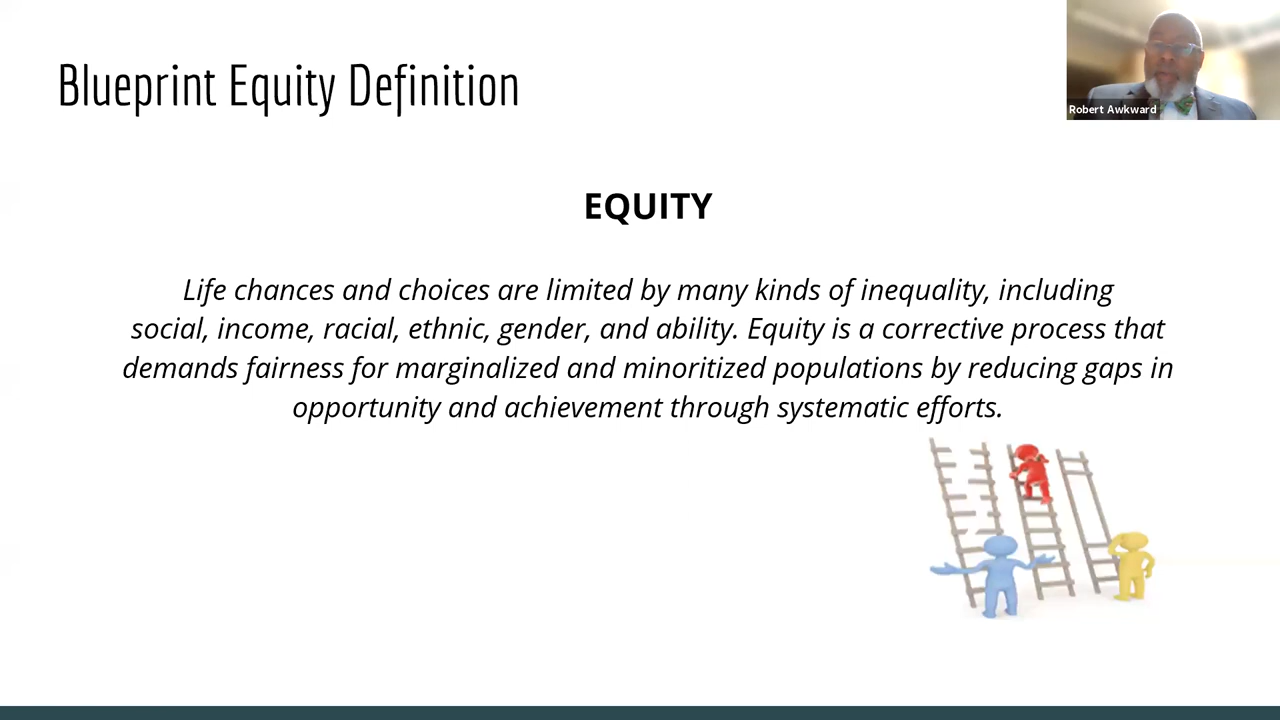 Blueprint Equity Definition
Robert Awkward
EQUITY
Life chances and choices are limited by many kinds of inequality, including
social, income, racial, ethnic, gender, and ability. Equity is a corrective process that
demands fairness for marginalized and minoritized populations by reducing gaps in
opportunity and achievement through systematic efforts.